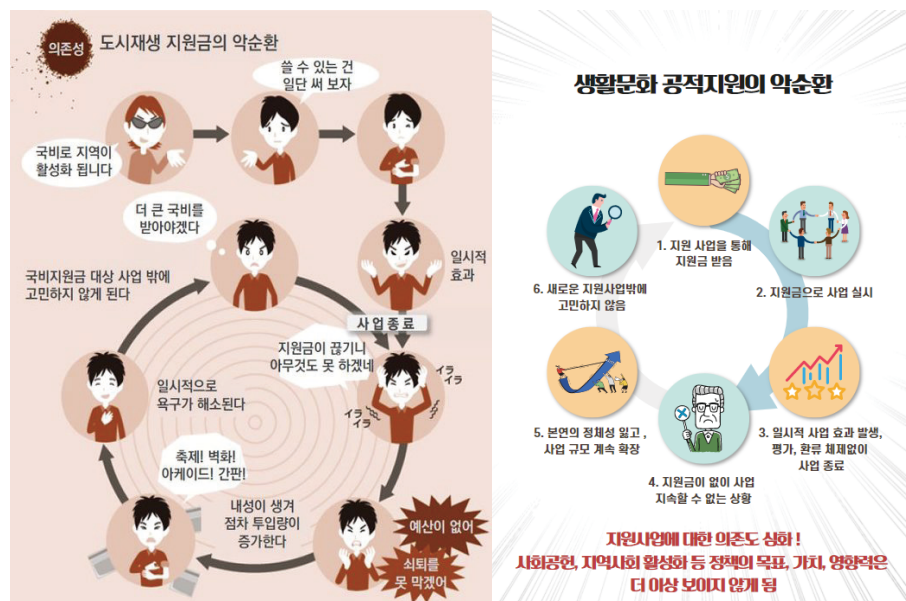 의존성
도시재생 지원금의 악순환
쓸 수 있는 건
일단 써 보자
국비로 지역이
활성화 됩니다
더 큰 국비를
받아야겠다
일시적
효과
국비지원금 대상 사업 밖에
고민하지 않게 된다
사업종료
지원금이 끊기니
아무것도 못 하겠네
イラ
イラ
イラ
イラ
일시적으로
욕구가 해소된다
축제! 벽화!
아케이드! 간판!
내성이 생겨
점차 투입량이
증가한다
예산이 없어
쇠퇴를
못 막겠어
생활문화 공적지원의 악순환
1. 지원 사업을 통해
지원금 받음
2. 지원금으로 사업 실시
3. 일시적 사업 효과 발생,
평가, 환류 체제없이
사업 종료
4. 지원금이 없이 사업
지속할 수 없는 상황
5. 본연의 정체성 잃고 ,
사업 규모 계속 확장
6. 새로운 지원사업밖에
고민하지 않음
지원사업에 대한 의존도 심화 !
사회공헌, 지역사회 활성화 등 정책의 목표, 가치, 영향력은
더 이상 보이지 않게 됨